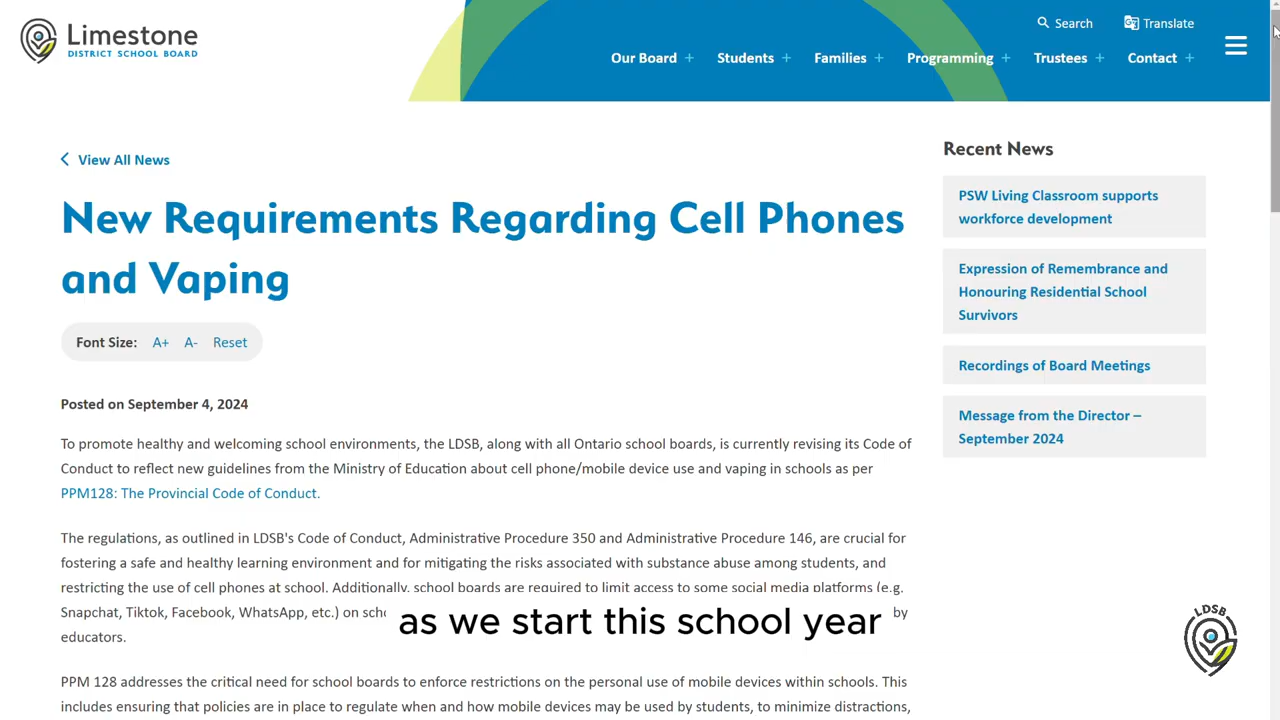 Limestone
DISTRICT SCHOOL BOARD
Search
Translate
Our Board +
Students +
Families +
Programming +
Trustees +
Contact +
View All News
New Requirements Regarding Cell Phones
and Vaping
Font Size: A+ A- Reset
Posted on September 4, 2024
To promote healthy and welcoming school environments, the LDSB, along with all Ontario school boards, is currently revising its Code of
Conduct to reflect new guidelines from the Ministry of Education about cell phone/mobile device use and vaping in schools as per
PPM128: The Provincial Code of Conduct.
The regulations, as outlined in LDSB's Code of Conduct, Administrative Procedure 350 and Administrative Procedure 146, are crucial for
fostering a safe and healthy learning environment and for mitigating the risks associated with substance abuse among students, and
restricting the use of cell phones at school. Additionally, school boards are required to limit access to some social media platforms (e.g.
Snapchat, Tiktok, Facebook, WhatsApp, etc.) on by
educators.
PPM 128 addresses the critical need for school boards to enforce restrictions on the personal use of mobile devices within schools. This
includes ensuring that policies are in place to regulate when and how mobile devices may be used by students, to minimize distractions,
Recent News
PSW Living Classroom supports
workforce development
Expression of Remembrance and
Honouring Residential School
Survivors
Recordings of Board Meetings
Message from the Director –
September 2024
as we start this school year
LDSB